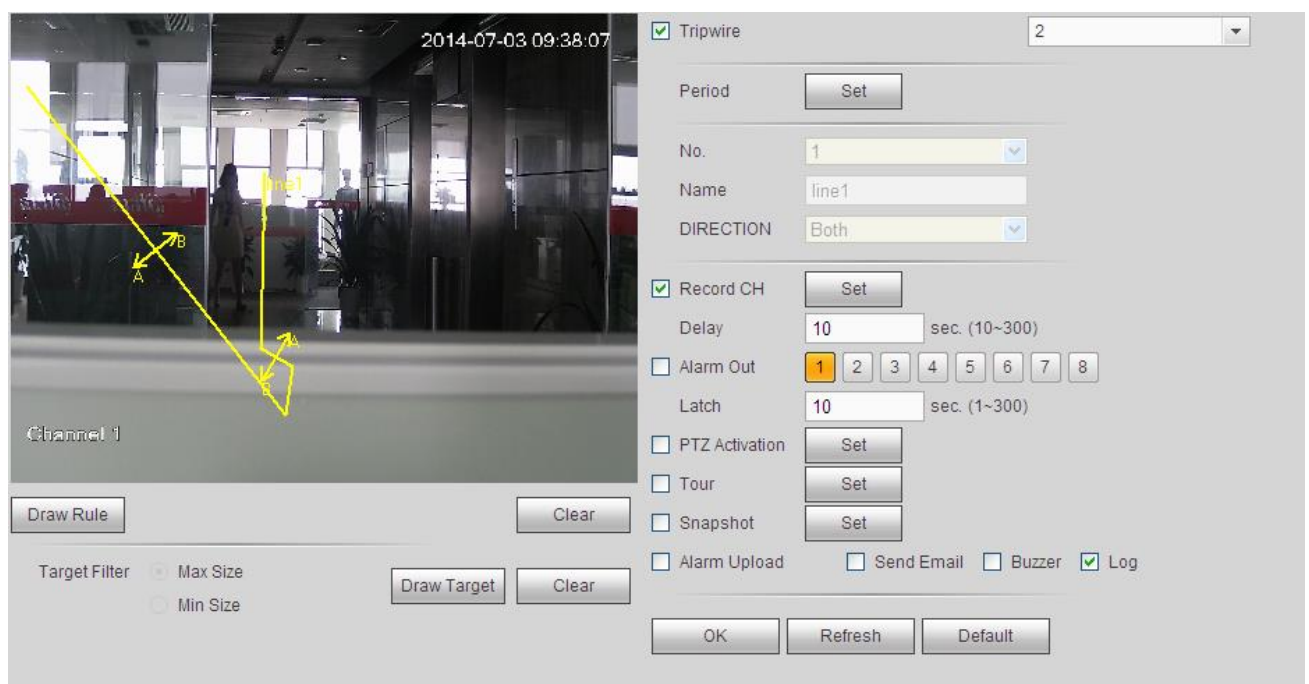 2014-07-03 09:38:07
line1
B
A
A
B
Channel 1
Draw Rule
Clear
Target Filter Max Size
Min Size
Draw Target Clear
Tripwire 2
Period Set
No. 1
Name line1
DIRECTION Both
Record CH Set
Delay 10 sec. (10~300)
Alarm Out 1 2 3 4 5 6 7 8
Latch 10 sec. (1~300)
PTZ Activation Set
Tour Set
Snapshot Set
Alarm Upload Send Email Buzzer Log
OK Refresh Default